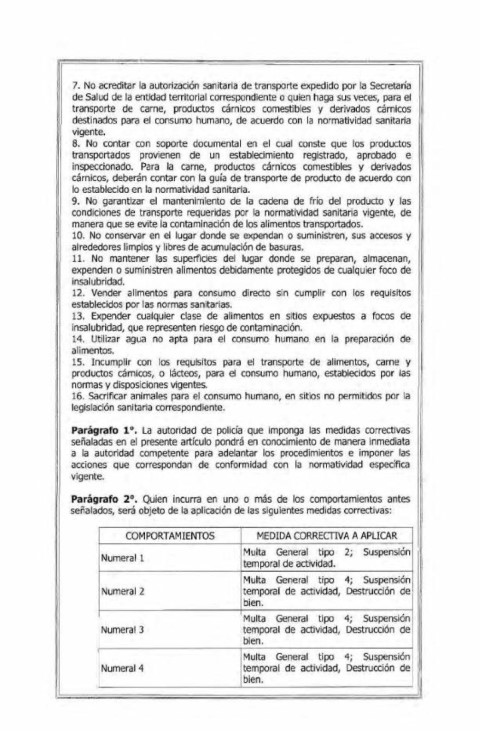 7. No acreditar la autorización sanitaria de transporte expedido por la Secretaría
de Salud de la entidad territorial correspondiente o quien haga sus veces, para el
transporte de carne, productos cárnicos comestibles y derivados cárnicos
destinados para el consumo humano, de acuerdo con la normatividad sanitaria
vigente.
8. No contar con soporte documental en el cual conste que los productos
transportados provienen de un establecimiento registrado, aprobado e
inspeccionado. Para la carne, productos cárnicos comestibles y derivados
cárnicos, deberán contar con la guía de transporte de producto de acuerdo con
lo establecido en la normatividad sanitaria.
9. No garantizar el mantenimiento de la cadena de frío del producto y las
condiciones de transporte requeridas por la normatividad sanitaria vigente, de
manera que se evite la contaminación de los alimentos transportados.
10. No conservar en el lugar donde se expendan o suministren, sus accesos y
alrededores limpios y libres de acumulación de basuras.
11. No mantener las superficies del lugar donde se preparan, almacenan,
expenden o suministren alimentos debidamente protegidos de cualquier foco de
insalubridad.
12. Vender alimentos para consumo directo sin cumplir con los requisitos
establecidos por las normas sanitarias.
13. Expender cualquier clase de alimentos en sitios expuestos a focos de
insalubridad, que representen riesgo de contaminación.
14. Utilizar agua no apta para el consumo humano en la preparación de
alimentos.
15. Incumplir con los requisitos para el transporte de alimentos, carne y
productos cárnicos, o lácteos, para el consumo humano, establecidos por las
normas y disposiciones vigentes.
16. Sacrificar animales para el consumo humano, en sitios no permitidos por la
legislación sanitaria correspondiente.
Parágrafo 1°. La autoridad de policía que imponga las medidas correctivas
señaladas en el presente artículo pondrá en conocimiento de manera inmediata
a la autoridad competente para adelantar los procedimientos e imponer las
acciones que correspondan de conformidad con la normatividad específica
vigente.
Parágrafo 2°. Quien incurra en uno o más de los comportamientos antes
señalados, será objeto de la aplicación de las siguientes medidas correctivas:
COMPORTAMIENTOS MEDIDA CORRECTIVA A APLICAR
Numeral 1 Multa General tipo 2; Suspensión
temporal de actividad.
Numeral 2 Multa General tipo 4; Suspensión
temporal de actividad, Destrucción de
bien.
Numeral 3 Multa General tipo 4; Suspensión
temporal de actividad, Destrucción de
bien.
Numeral 4 Multa General tipo 4; Suspensión
temporal de actividad, Destrucción de
bien.